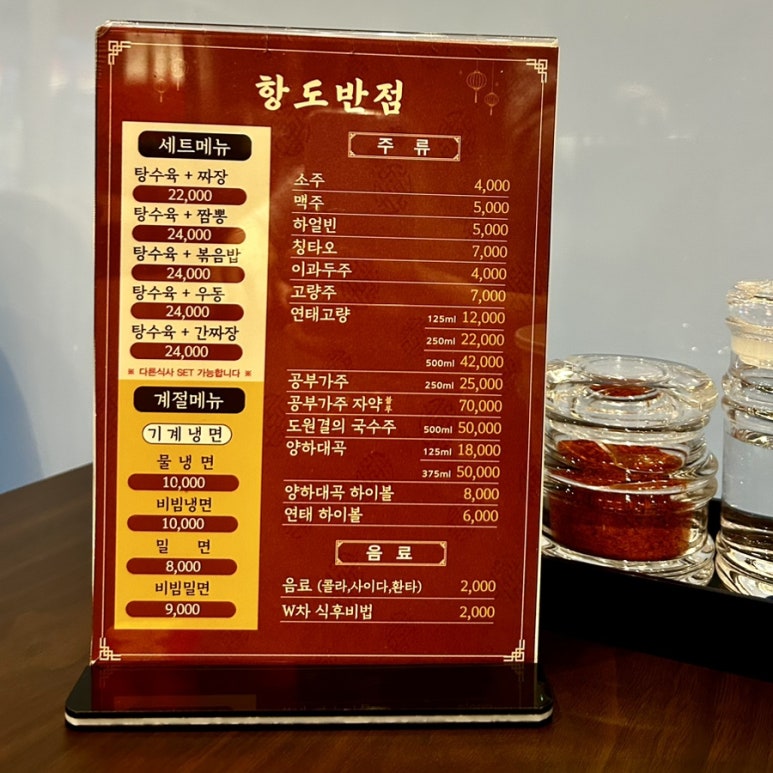 항도반점
세트메뉴
탕수육 + 짜장
22,000
탕수육 + 짬뽕
24,000
탕수육 + 볶음밥
24,000
탕수육 + 우동
24,000
탕수육 + 간짜장
24,000
※ 다른식사 SET 가능합니다 ※
계절메뉴
기계냉면
물 냉 면
10,000
비빔냉면
10,000
밀 면
8,000
비빔밀면
9,000
주 류
소주 4,000
맥주 5,000
하얼빈 5,000
칭타오 7,000
이과두주 4,000
고량주 7,000
연태고량 125ml 12,000
250ml 22,000
500ml 42,000
공부가주 250ml 25,000
공부가주 자약 70,000
도원결의 국수주 500ml 50,000
양하대곡 125ml 18,000
375ml 50,000
양하대곡 하이볼 8,000
연태 하이볼 6,000
음 료
음료 (콜라,사이다,환타) 2,000
W차 식후비법 2,000